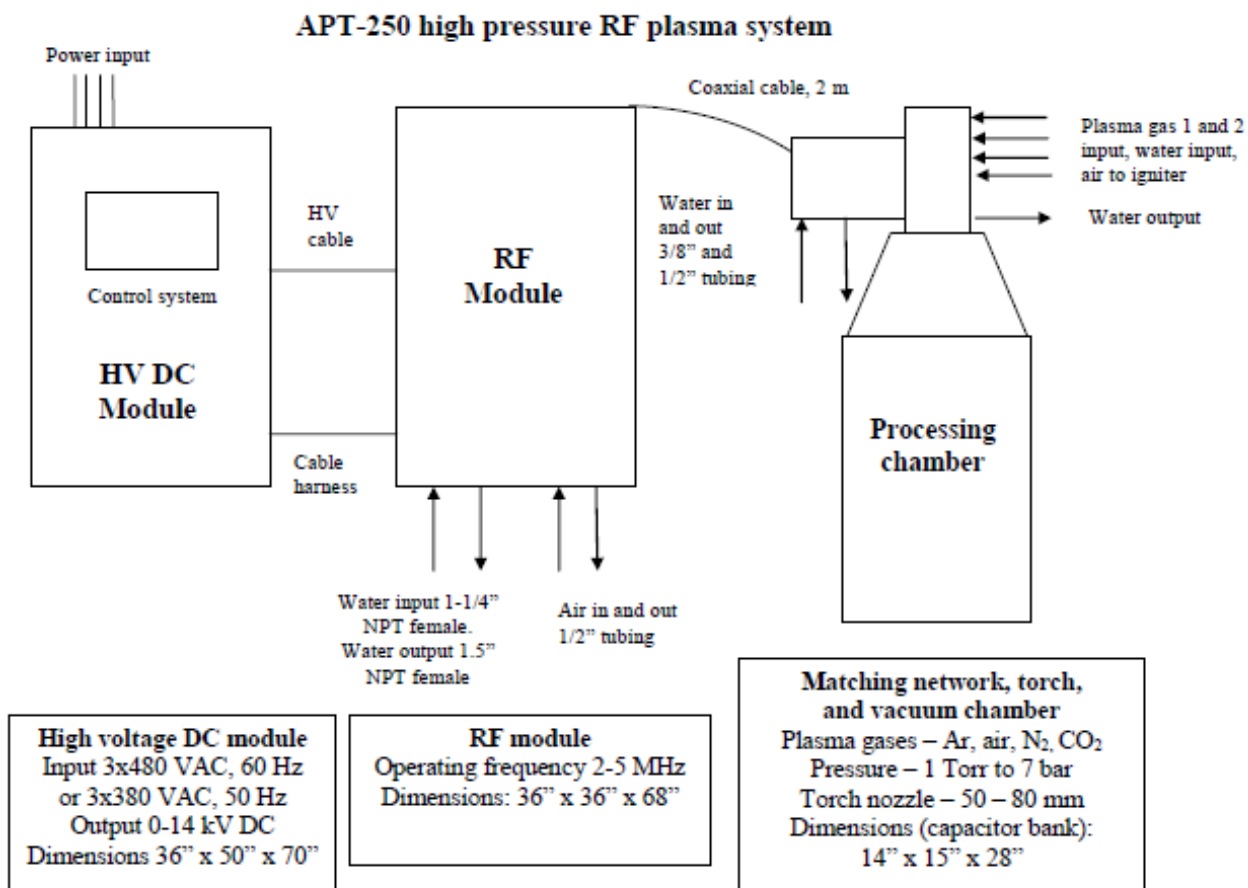 APT-250 high pressure RF plasma system
Power input
Coaxial cable, 2 m
Plasma gas 1 and 2
input, water input,
air to igniter
Water output
HV
cable
Water in
and out
3/8” and
1/2” tubing
RF
Module
Control system
HV DC
Module
Processing
chamber
Cable
harness
Water input 1-1/4”
NPT female.
Water output 1.5”
NPT female
Air in and out
1/2” tubing
High voltage DC module
Input 3x480 VAC, 60 Hz
or 3x380 VAC, 50 Hz
Output 0-14 kV DC
Dimensions 36” x 50” x 70”
RF module
Operating frequency 2-5 MHz
Dimensions: 36” x 36” x 68”
Matching network, torch,
and vacuum chamber
Plasma gases – Ar, air, N₂, CO₂
Pressure – 1 Torr to 7 bar
Torch nozzle – 50 – 80 mm
Dimensions (capacitor bank):
14” x 15” x 28”